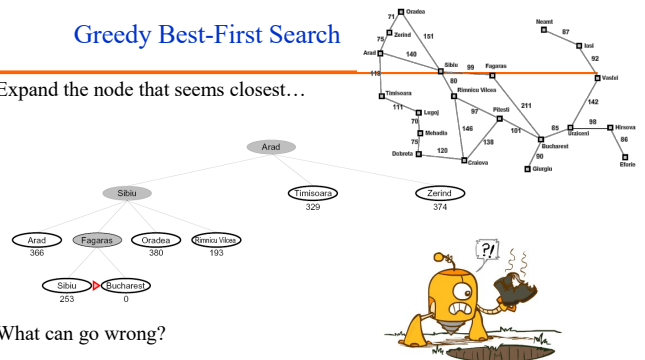 Greedy Best-First Search
Expand the node that seems closest…
Oradea
71
Neamt
Zerind
151
87
75
Iasi
Arad
140
92
Sibiu
99
Fagaras
118
80
Vaslui
Timisoara
Rimnicu Vilcea
111
Lugoj
97
Pitesti
211
142
70
98
Mehadia
146
101
85
Urziceni
Hirsova
75
138
86
Dobreta
120
Bucharest
90
Craiova
Giurgiu
Eforie
Arad
Sibiu
Timisoara
Zerind
329
374
Arad
Fagaras
Oradea
Rimnicu Vilcea
366
380
193
Sibiu
Bucharest
253
0
?!
What can go wrong?